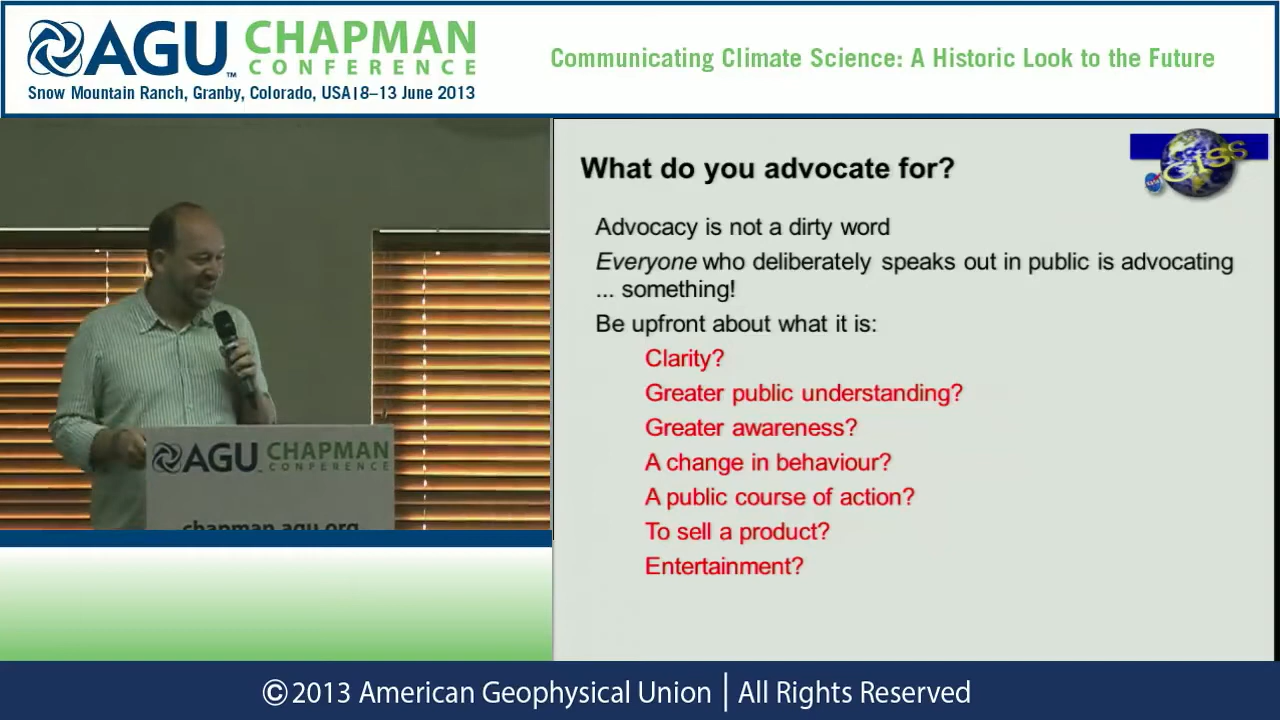 AGU CHAPMAN
CONFERENCE
™
Snow Mountain Ranch, Granby, Colorado, USA|8–13 June 2013
Communicating Climate Science: A Historic Look to the Future
AGU CHAPMAN
CONFERENCE
chapman.agu.org
What do you advocate for?
GISS
NASA
Advocacy is not a dirty word
Everyone who deliberately speaks out in public is advocating
... something!
Be upfront about what it is:
Clarity?
Greater public understanding?
Greater awareness?
A change in behaviour?
A public course of action?
To sell a product?
Entertainment?
©2013 American Geophysical Union | All Rights Reserved